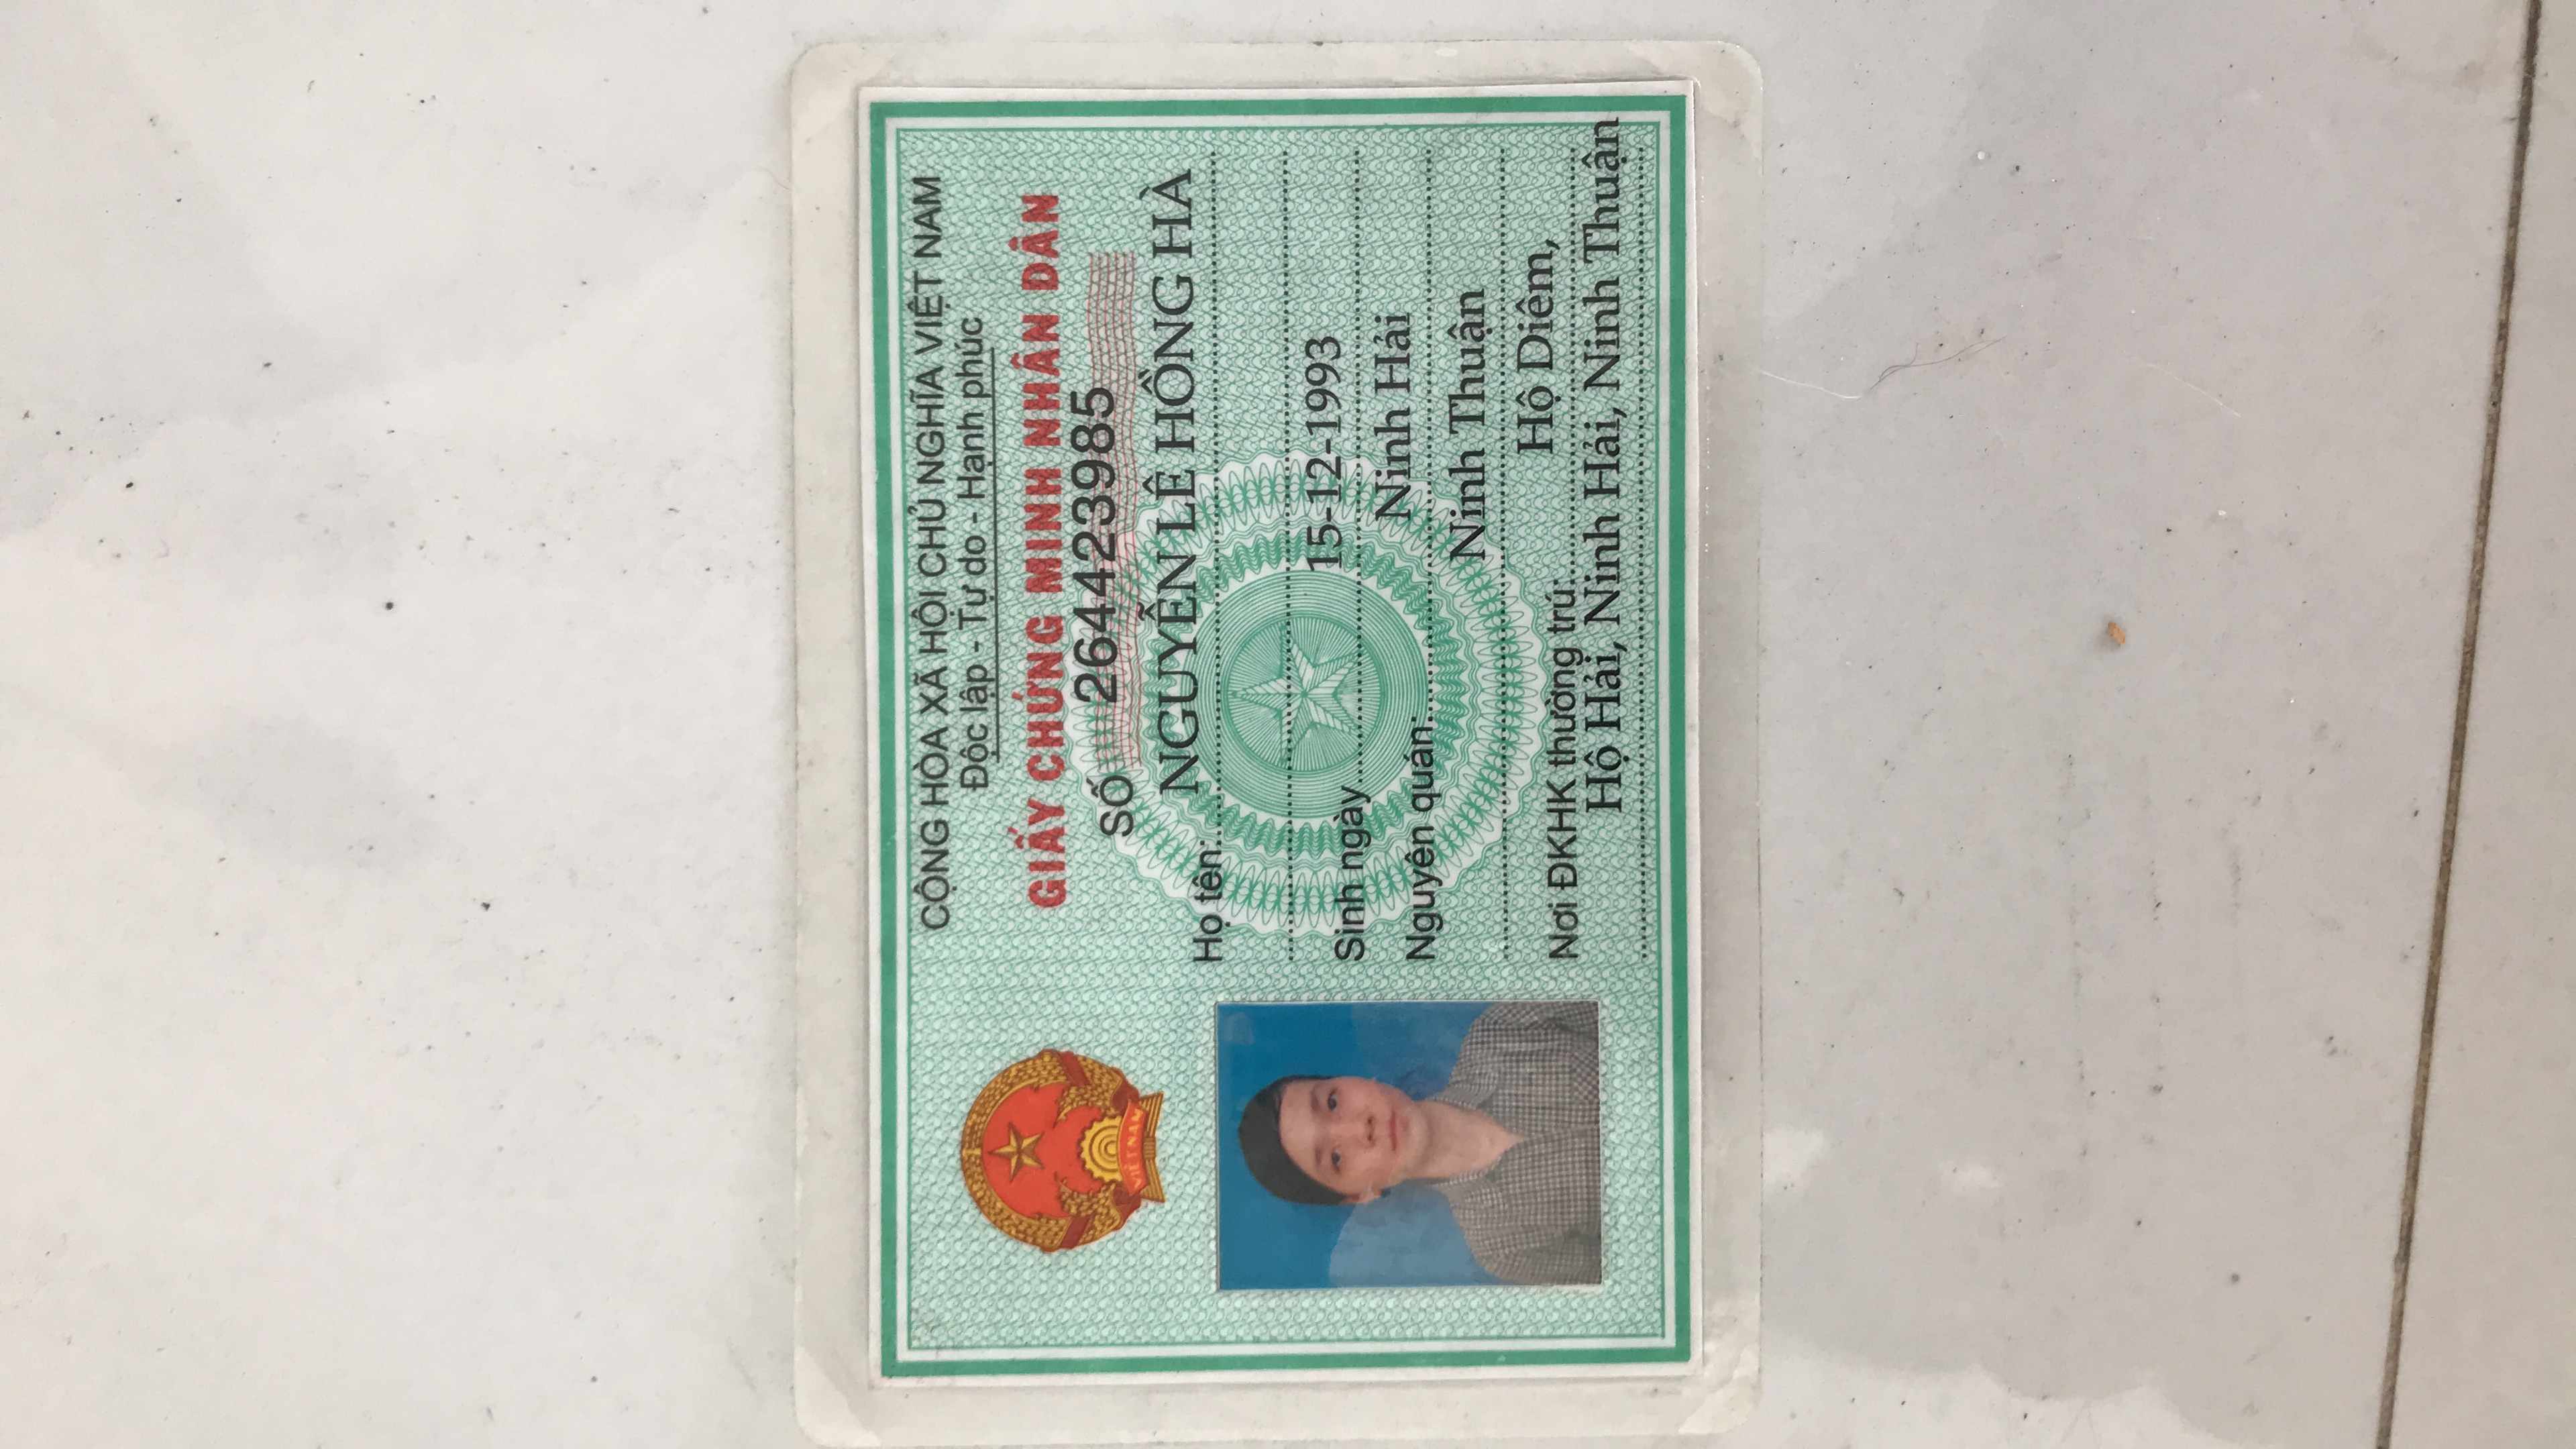 CỘNG HÒA XÃ HỘI CHỦ NGHĨA VIỆT NAM
Độc lập - Tự do - Hạnh phúc
GIẤY CHỨNG MINH NHÂN DÂN
SỐ 264423985
Họ tên: NGUYỄN LÊ HỒNG HÀ
Sinh ngày 15-12-1993
Nguyên quán: Ninh Hải
Ninh Thuận
Nơi ĐKHK thường trú: Hộ Diêm,
Hộ Hải, Ninh Hải, Ninh Thuận
VIỆT NAM